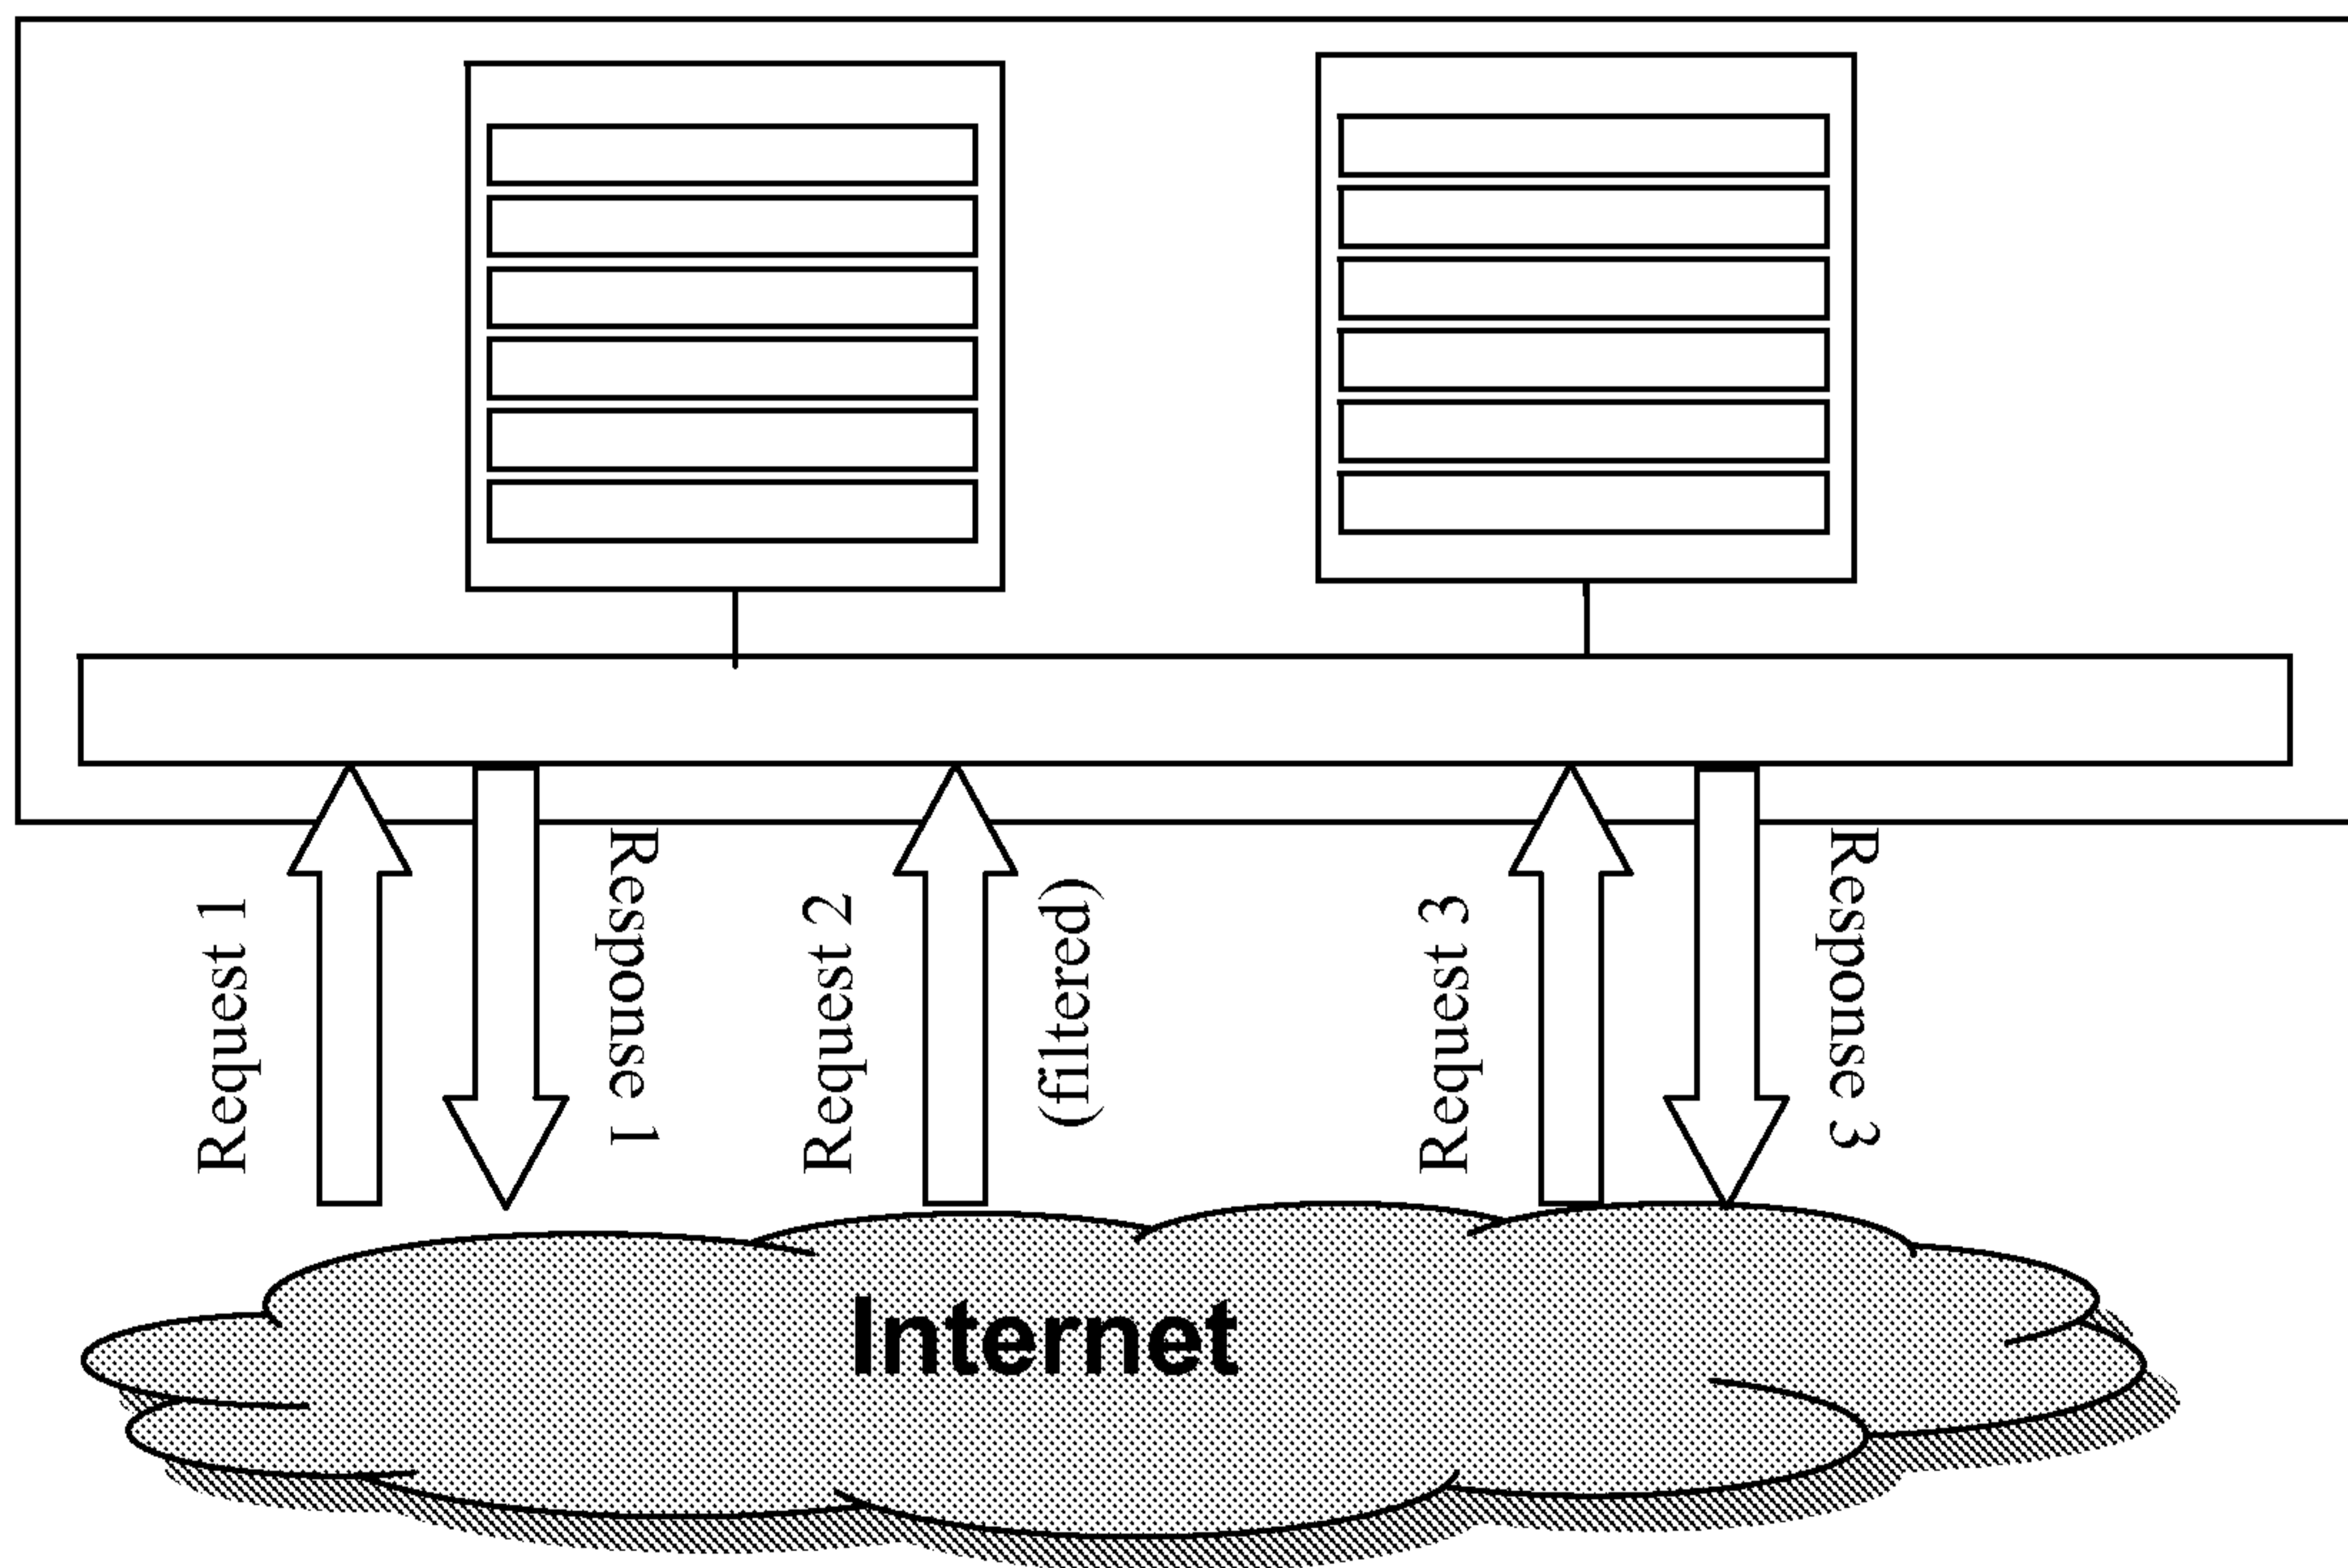 Request 1
Response 1
Request 2
(filtered)
Request 3
Response 3
Internet